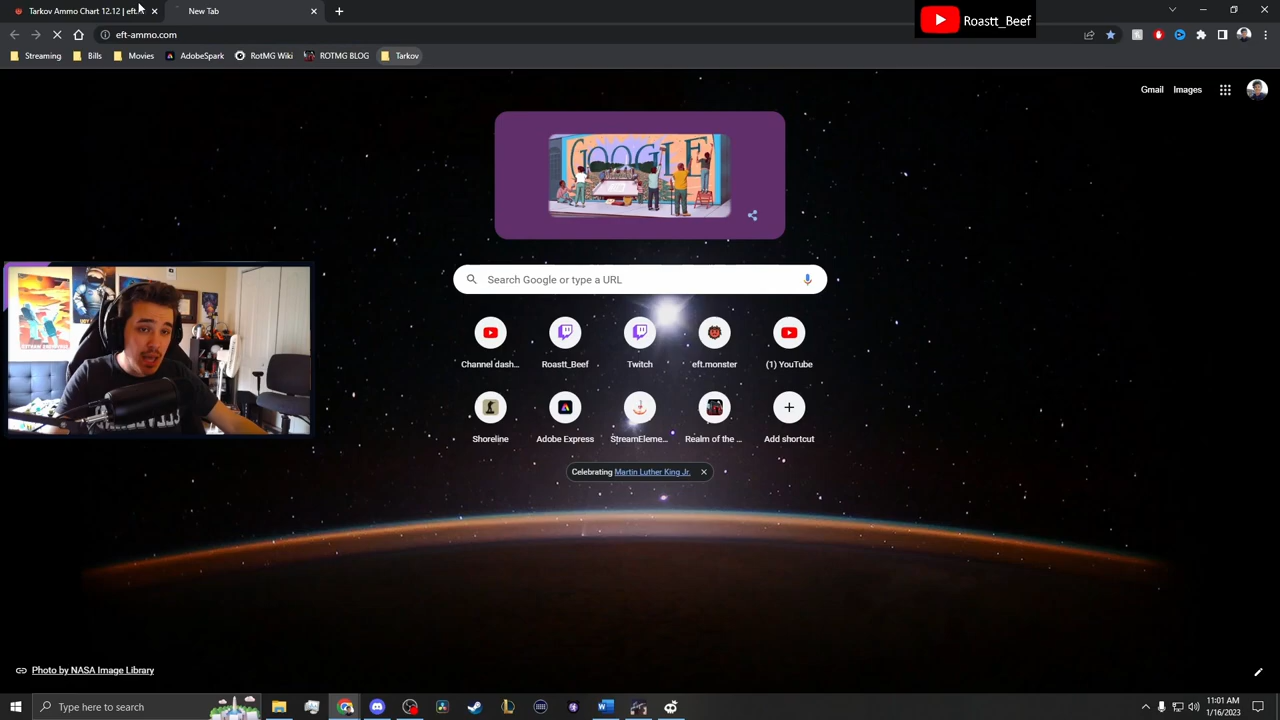 Tarkov Ammo Chart 12.12 | eft.
New Tab
Roastt_Beef
eft-ammo.com
Streaming
Bills
Movies
AdobeSpark
RotMG Wiki
ROTMG BLOG
Tarkov
Gmail
Images
GOOGLE
Search Google or type a URL
Channel dash...
Roastt_Beef
Twitch
eft.monster
(1) YouTube
Shoreline
Adobe Express
StreamEleme...
Realm of the ...
Add shortcut
Celebrating Martin Luther King Jr.
Photo by NASA Image Library
Type here to search
11:01 AM
1/16/2023